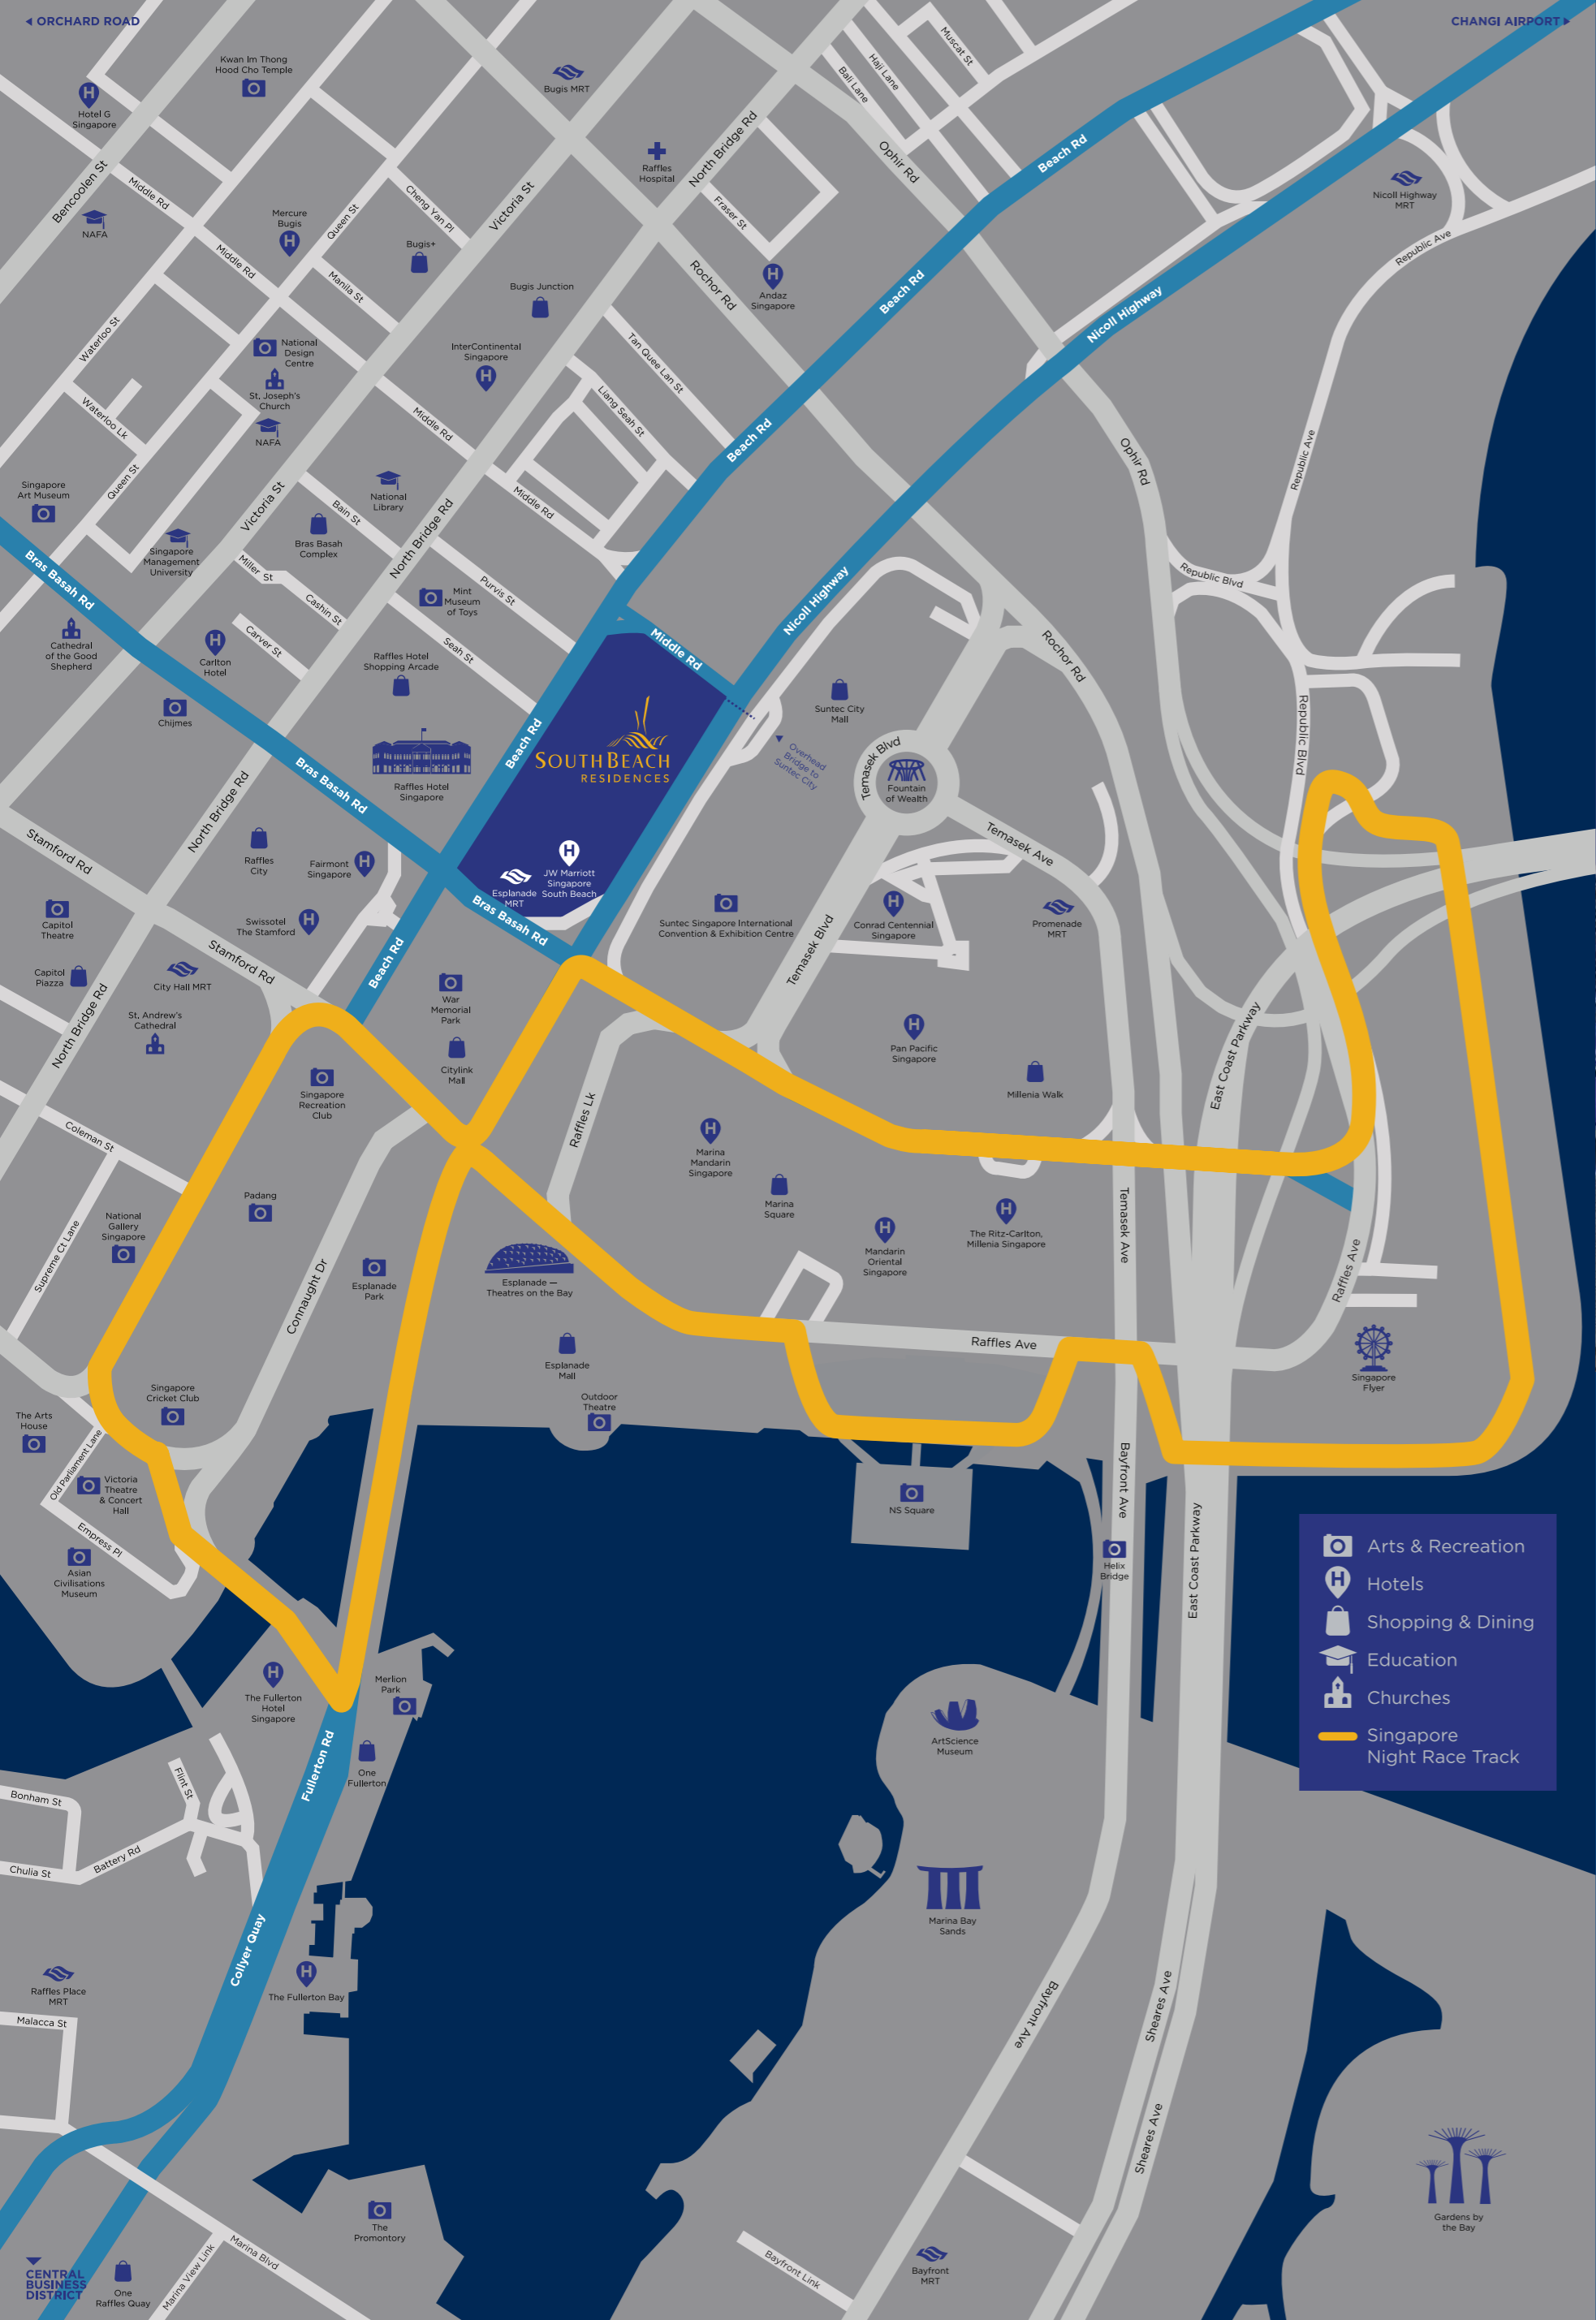 ORCHARD ROAD
CHANGI AIRPORT
Kwan Im Thong
Hood Cho Temple
Bugis MRT
Muscat St
Haji Lane
Bali Lane
Hotel G
Singapore
Bencoolen St
Middle Rd
NAFA
Mercure
Bugis
Queen St
Cheng Yan Pl
Victoria St
Raffles
Hospital
North Bridge Rd
Ophir Rd
Beach Rd
Nicoll Highway
MRT
Republic Ave
Fraser St
Middle Rd
Manila St
Bugis+
Bugis Junction
Rochor Rd
Andaz
Singapore
Beach Rd
Nicoll Highway
Waterloo St
National
Design
Centre
St, Joseph's
Church
NAFA
InterContinental
Singapore
Tan Quee Lan St
Liang Seah St
Waterloo Lk
Middle Rd
Beach Rd
Ophir Rd
Republic Ave
Queen St
Singapore
Art Museum
Victoria St
National
Library
Middle Rd
Bain St
Bras Basah
Complex
North Bridge Rd
Singapore
Management
University
Bras Basah Rd
Miller St
Cashin St
Mint
Museum
of Toys
Purvis St
Nicoll Highway
Republic Blvd
Cathedral
of the Good
Shepherd
Carlton
Hotel
Carver St
Seah St
Raffles Hotel
Shopping Arcade
Middle Rd
Rochor Rd
Chijmes
Suntec City
Mall
Republic Blvd
Beach Rd
SOUTHBEACH
RESIDENCES
Overhead
Bridge to
Suntec City
Temasek Blvd
Fountain
of Wealth
Bras Basah Rd
Raffles Hotel
Singapore
North Bridge Rd
Stamford Rd
Raffles
City
Fairmont
Singapore
Esplanade
MRT
JW Marriott
Singapore
South Beach
Temasek Ave
Bras Basah Rd
Capitol
Theatre
Swissotel
The Stamford
Suntec Singapore International
Convention & Exhibition Centre
Conrad Centennial
Singapore
Promenade
MRT
Stamford Rd
Beach Rd
Temasek Blvd
Capitol
Piazza
City Hall MRT
War
Memorial
Park
North Bridge Rd
St, Andrew's
Cathedral
Citylink
Mall
Pan Pacific
Singapore
East Coast Parkway
Singapore
Recreation
Club
Millenia Walk
Raffles Lk
Coleman St
Marina
Mandarin
Singapore
Padang
Marina
Square
National
Gallery
Singapore
Supreme Ct Lane
The Ritz-Carlton,
Millenia Singapore
Temasek Ave
Mandarin
Oriental
Singapore
Connaught Dr
Esplanade
Park
Esplanade —
Theatres on the Bay
Raffles Ave
Raffles Ave
Esplanade
Mall
Singapore
Flyer
Singapore
Cricket Club
Outdoor
Theatre
The Arts
House
Old Parliament Lane
Victoria
Theatre
& Concert
Hall
Bayfront Ave
NS Square
Empress Pl
Asian
Civilisations
Museum
Helix
Bridge
East Coast Parkway
Arts & Recreation
Hotels
Shopping & Dining
Education
Churches
Singapore
Night Race Track
The Fullerton
Hotel
Singapore
Merlion
Park
Fullerton Rd
One
Fullerton
ArtScience
Museum
Flint St
Bonham St
Battery Rd
Chulia St
Collyer Quay
Marina Bay
Sands
Raffles Place
MRT
The Fullerton Bay
Malacca St
Bayfront Ave
Sheares Ave
Sheares Ave
The
Promontory
Gardens by
the Bay
Marina Blvd
Marina View Link
Bayfront Link
Bayfront
MRT
CENTRAL
BUSINESS
DISTRICT
One
Raffles Quay